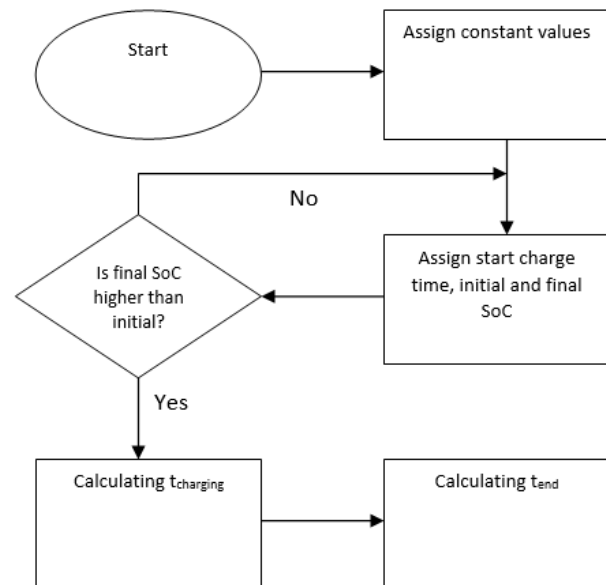 Start
Assign constant values
No
Assign start charge
time, initial and final
SoC
Is final SoC
higher than
initial?
Yes
Calculating tcharging
Calculating tend